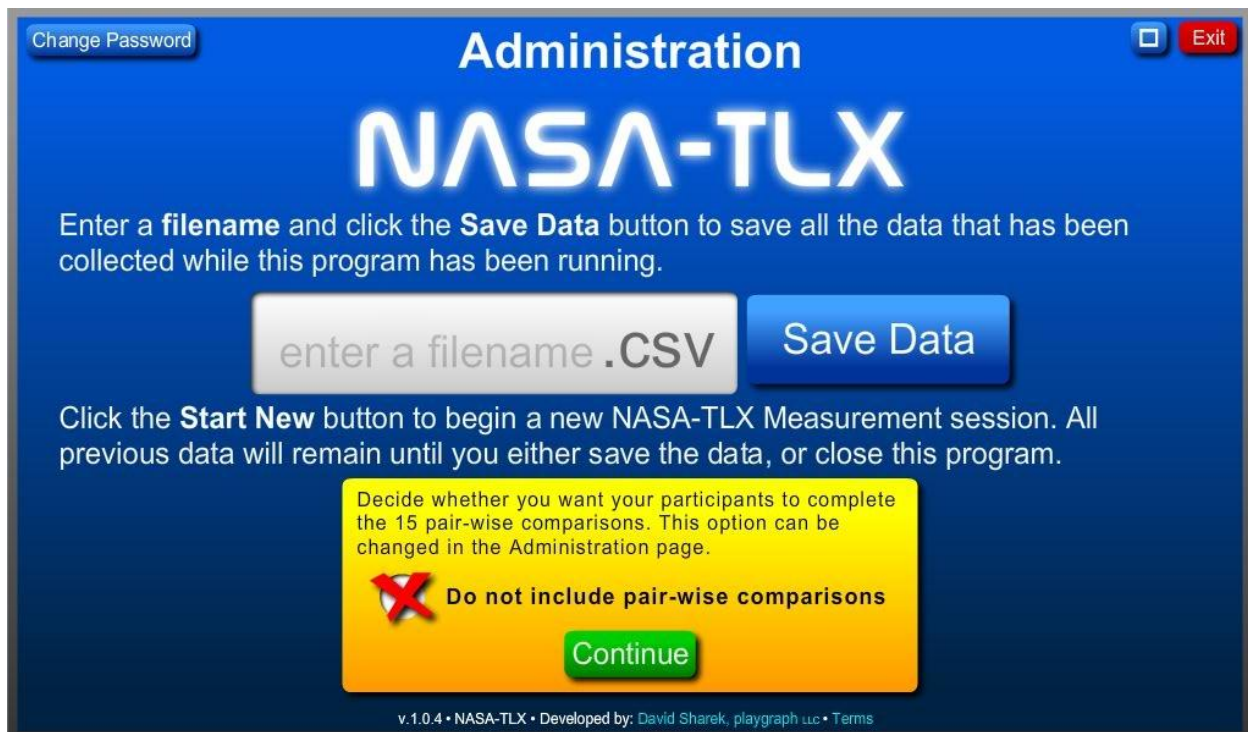 Change Password
Administration
Exit
NASA-TLX
Enter a filename and click the Save Data button to save all the data that has been
collected while this program has been running.
enter a filename .CSV
Save Data
Click the Start New button to begin a new NASA-TLX Measurement session. All
previous data will remain until you either save the data, or close this program.
Decide whether you want your participants to complete
the 15 pair-wise comparisons. This option can be
changed in the Administration page.
Do not include pair-wise comparisons
Continue
v.1.0.4 • NASA-TLX • Developed by: David Sharek, playgraph LLC • Terms